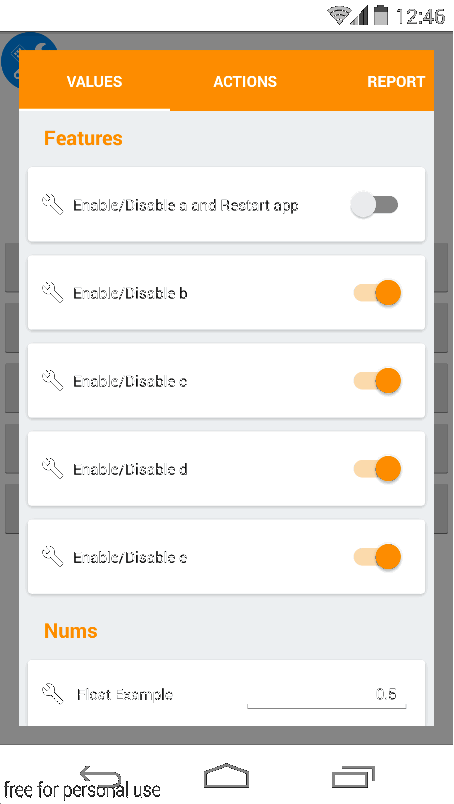 12:46
VALUES ACTIONS REPORT
Features
Enable/Disable a and Restart app
Enable/Disable b
Enable/Disable c
Enable/Disable d
Enable/Disable e
Nums
Float Example 0.5
free for personal use